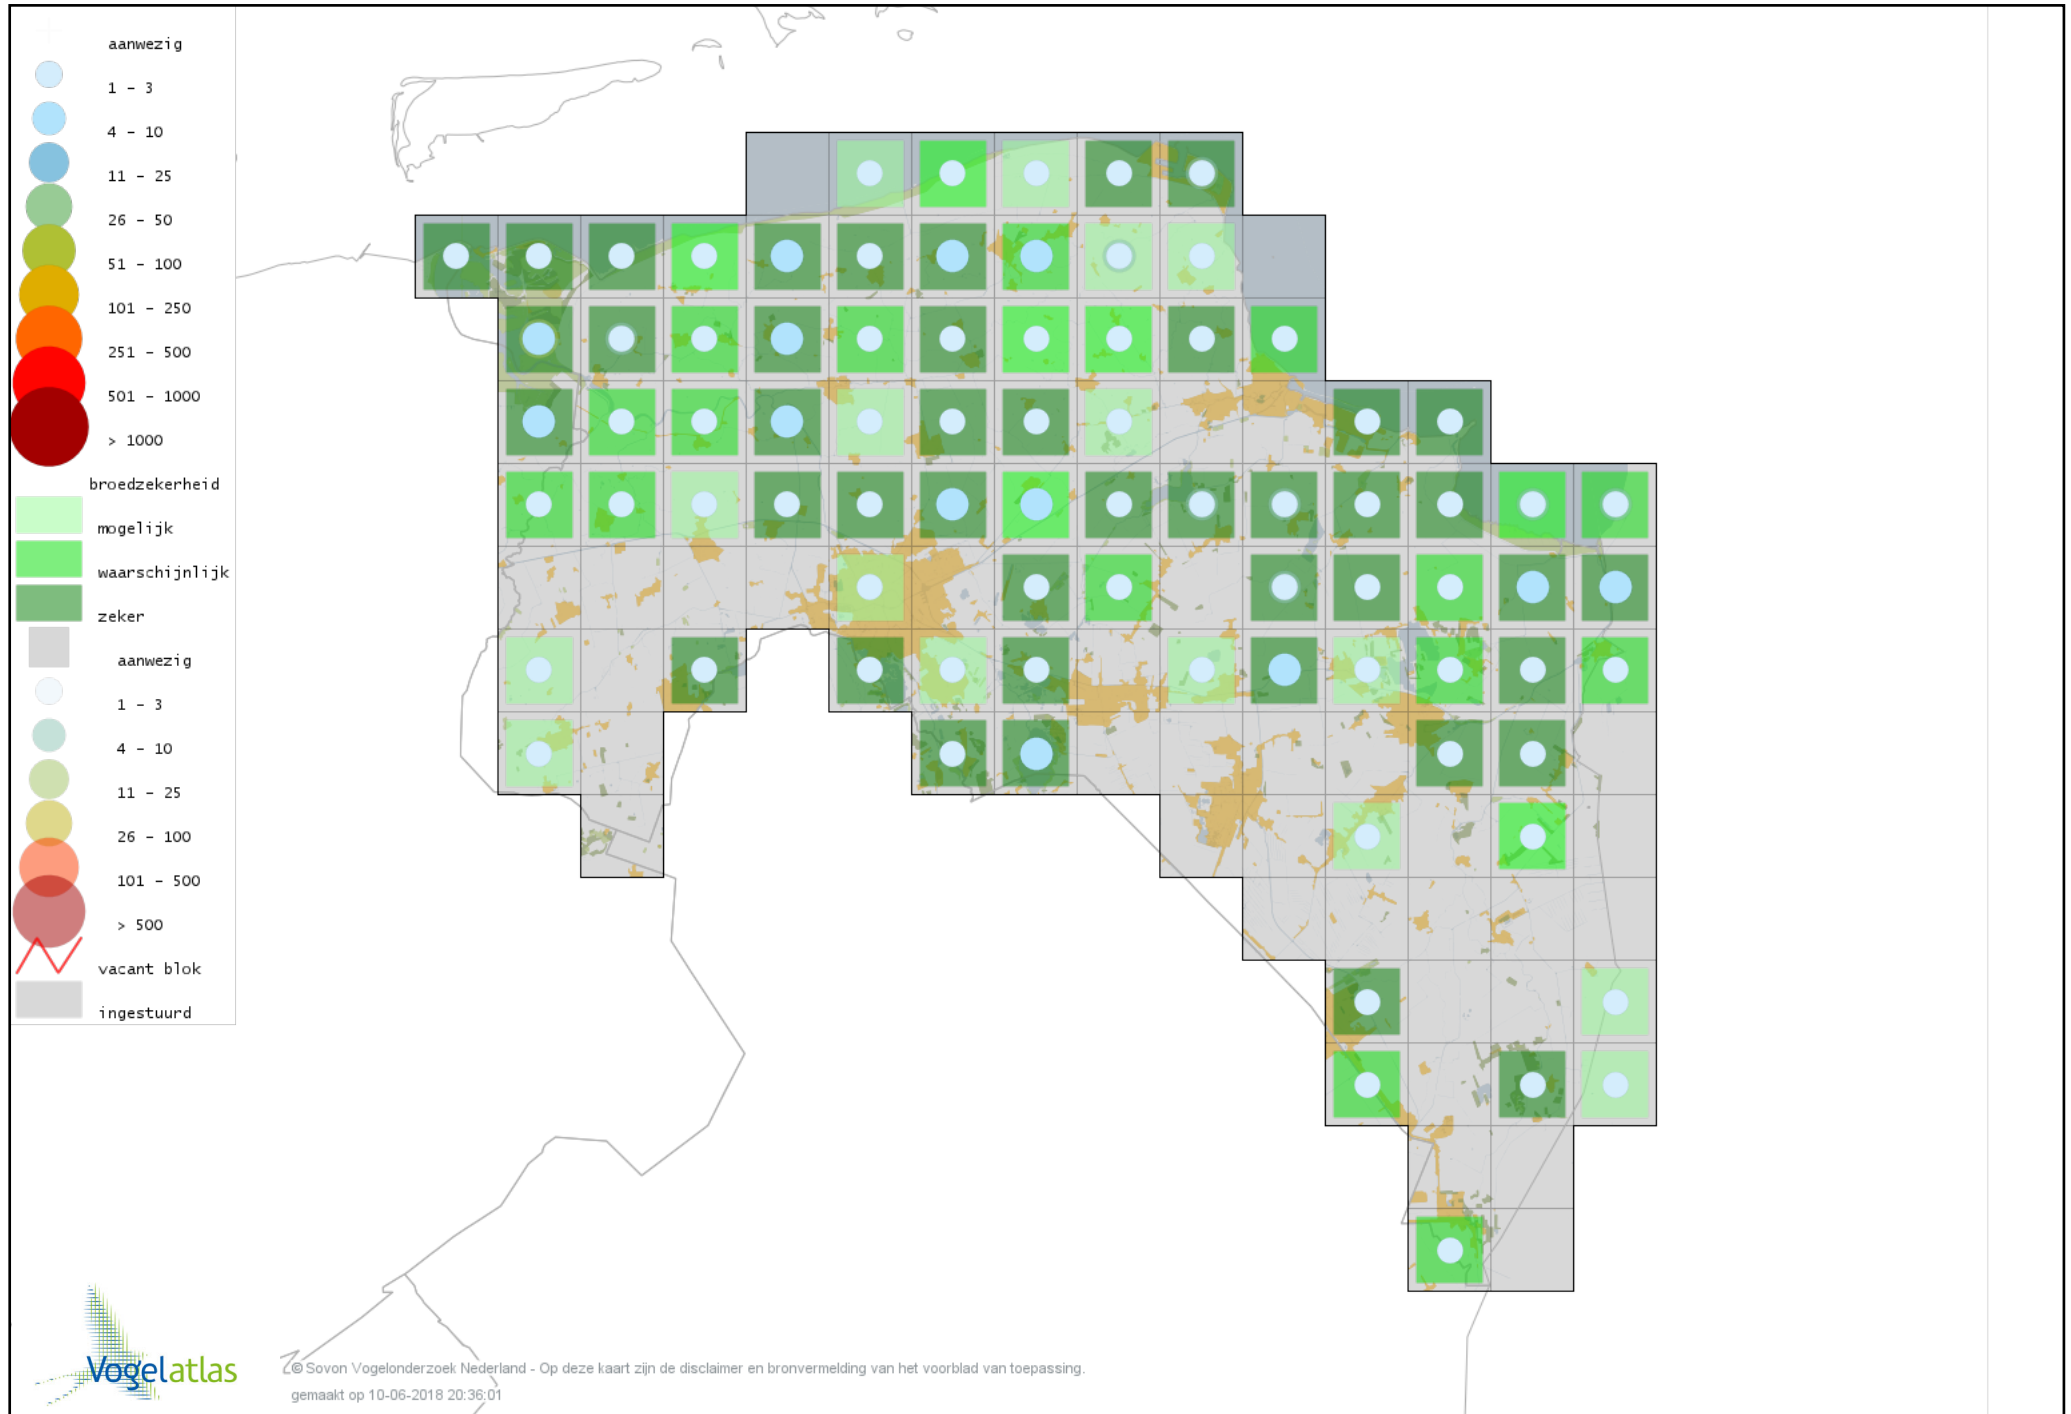 aanwezig
1 - 3
4 - 10
11 - 25
26 - 50
51 - 100
101 - 250
251 - 500
501 - 1000
> 1000
broedzekerheid
mogelijk
waarschijnlijk
zeker
aanwezig
1 - 3
4 - 10
11 - 25
26 - 100
101 - 500
> 500
vacant blok
ingestuurd
Vogelatlas
© Sovon Vogelonderzoek Nederland - Op deze kaart zijn de disclaimer en bronvermelding van het voorblad van toepassing.
gemaakt op 10-06-2018 20:36:01